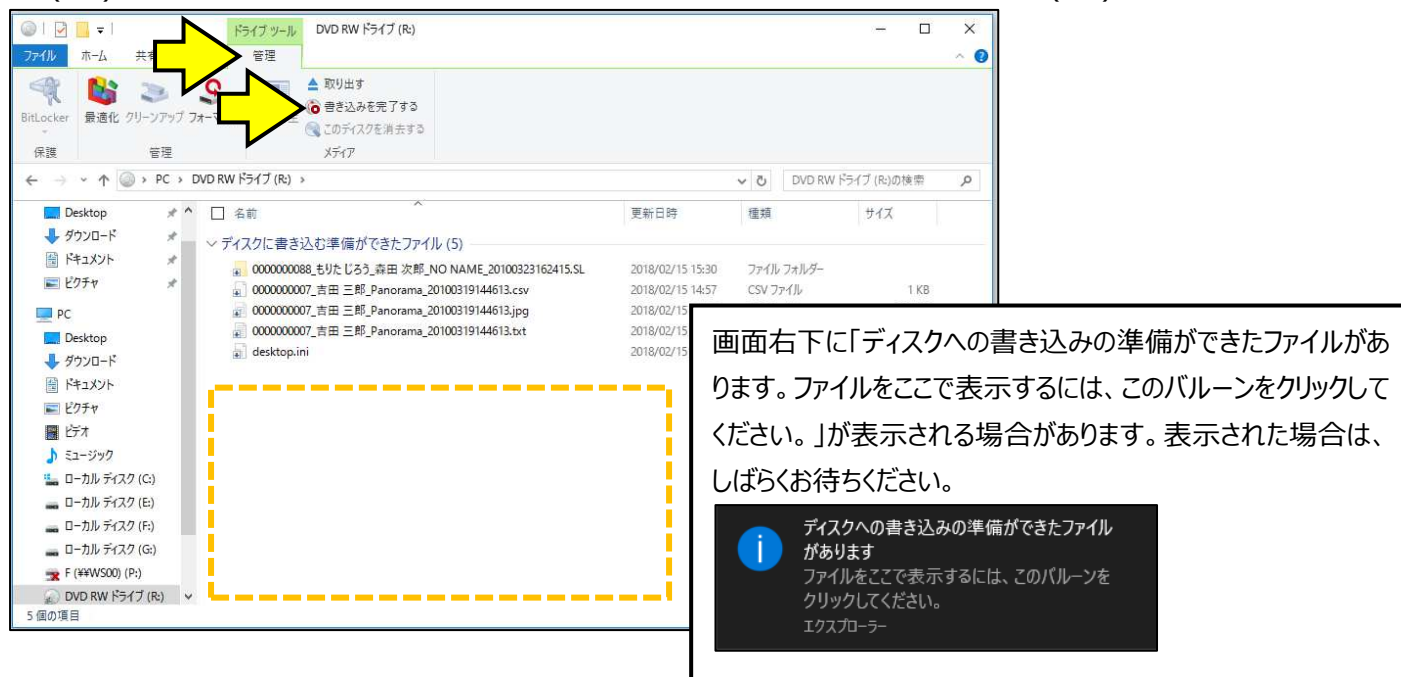 ドライブ ツール
DVD RW ドライブ (R:)
ファイル
ホーム
管理
BitLocker
最適化
クリーンアップ
取り出す
書き込みを完了する
このディスクを消去する
保護
管理
メディア
PC
DVD RW ドライブ (R:)
DVD RW ドライブ (R:)の検索
名前
更新日時
種類
サイズ
ディスクに書き込む準備ができたファイル (5)
0000000088_もりた じろう_森田 次郎_NO NAME_20100323162415.SL
2018/02/15 15:30
ファイル フォルダー
0000000007_吉田 三郎_Panorama_20100319144613.csv
2018/02/15 14:57
CSV ファイル
1 KB
0000000007_吉田 三郎_Panorama_20100319144613.jpg
2018/02/15
0000000007_吉田 三郎_Panorama_20100319144613.txt
2018/02/15
desktop.ini
2018/02/15
Desktop
ダウンロード
ドキュメント
ピクチャ
PC
Desktop
ダウンロード
ドキュメント
ピクチャ
ビデオ
ミュージック
ローカル ディスク (C:)
ローカル ディスク (E:)
ローカル ディスク (F:)
ローカル ディスク (G:)
F (¥¥WS00) (P:)
DVD RW ドライブ (R:)
5 個の項目
画面右下に「ディスクへの書き込みの準備ができたファイルがあ
ります。ファイルをここで表示するには、このバルーンをクリックして
ください。」が表示される場合があります。表示された場合は、
しばらくお待ちください。
ディスクへの書き込みの準備ができたファイル
があります
ファイルをここで表示するには、このバルーンを
クリックしてください。
エクスプローラー